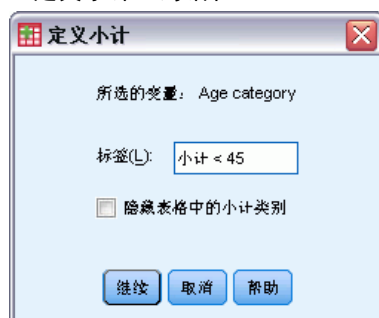 定义小计
所选的变量： Age category
标签(L): 小计 < 45
隐藏表格中的小计类别
继续 取消 帮助